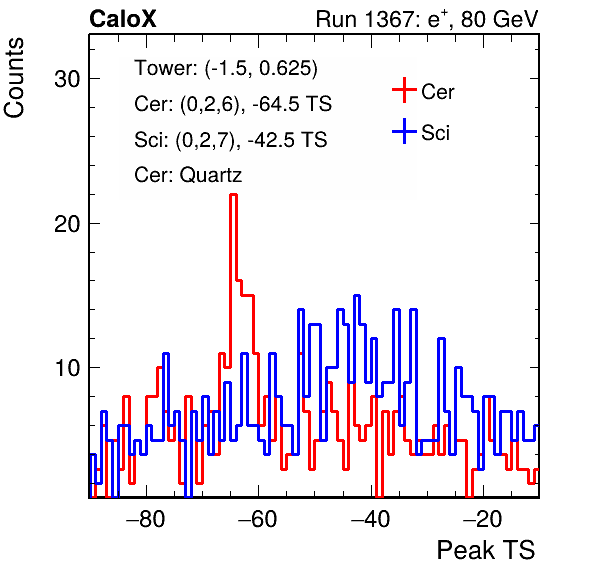 CaloX Run 1367: e⁺, 80 GeV
Counts
Tower: (-1.5, 0.625)
Cer: (0,2,6), -64.5 TS
Sci: (0,2,7), -42.5 TS
Cer: Quartz
Cer
Sci
30
20
10
−80 −60 −40 −20
Peak TS